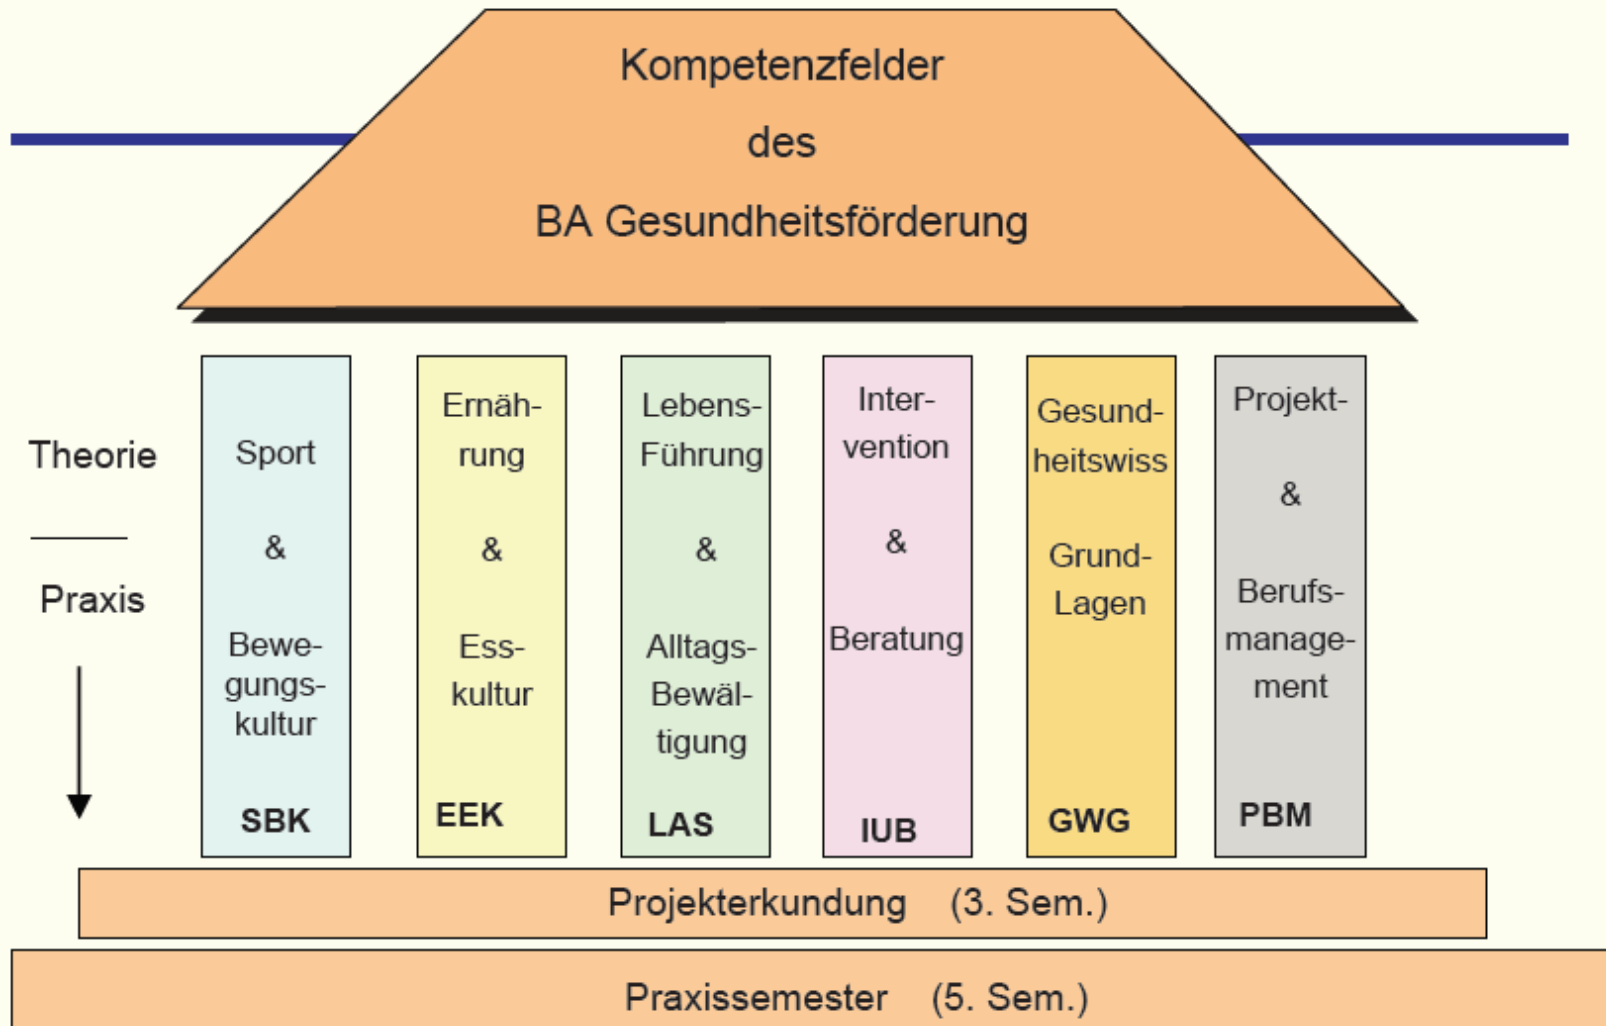 Kompetenzfelder
des
BA Gesundheitsförderung
Theorie
Praxis
Sport
&
Bewe-
gungs-
kultur
SBK
Ernäh-
rung
&
Ess-
kultur
EEK
Lebens-
Führung
&
Alltags-
Bewäl-
tigung
LAS
Inter-
vention
&
Beratung
IUB
Gesund-
heitswiss
Grund-
Lagen
GWG
Projekt-
&
Berufs-
manage-
ment
PBM
Projekterkundung (3. Sem.)
Praxissemester (5. Sem.)